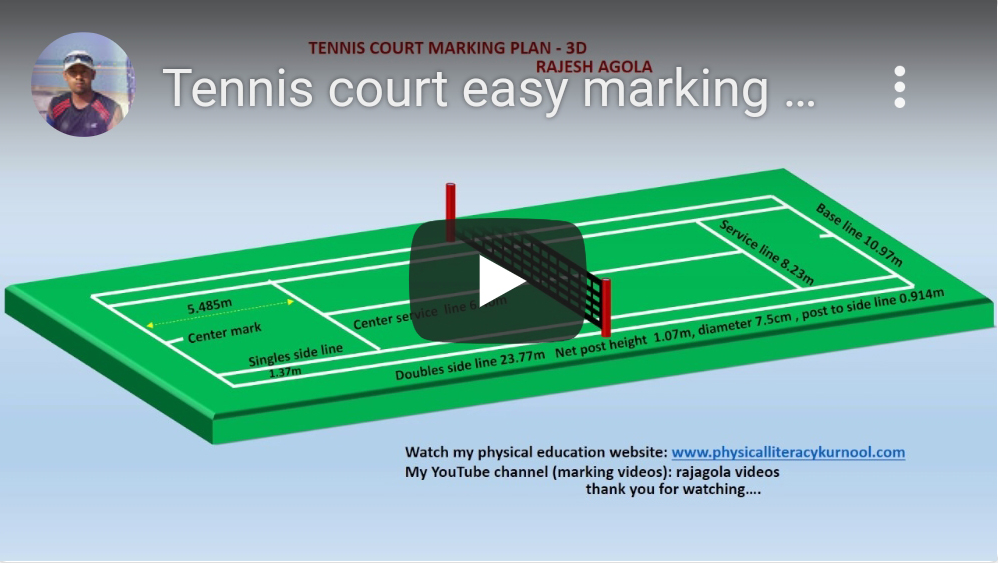 TENNIS COURT MARKING PLAN - 3D
RAJESH AGOLA
Tennis court easy marking ...
Base line 10.97m
Service line 8.23m
5.485m
Center mark
Center service line
Singles side line
1.37m
Doubles side line 23.77m Net post height 1.07m, diameter 7.5cm , post to side line 0.914m
Watch my physical education website: www.physicalliteracykurnool.com
My YouTube channel (marking videos): rajagola videos
thank you for watching....